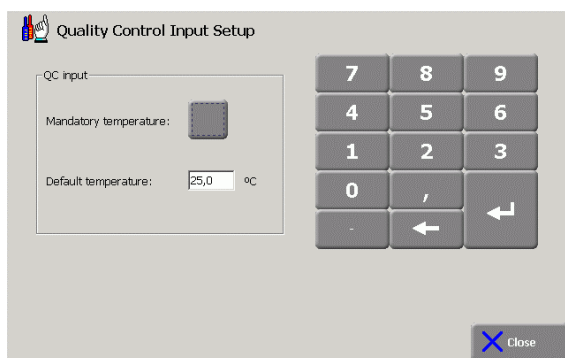 Quality Control Input Setup
QC input
Mandatory temperature:
Default temperature: 25,0 ºC
7 8 9
4 5 6
1 2 3
0 ,
-
Close